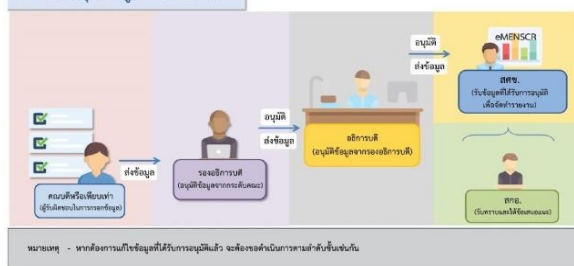 eMENSCR
อนุมัติ
ส่งข้อมูล
สศช.
(รับข้อมูลที่ได้รับการอนุมัติ
เพื่อจัดทำรายงาน)
อนุมัติ
ส่งข้อมูล
อธิการบดี
(อนุมัติข้อมูลจากรองอธิการบดี)
ส่งข้อมูล
รองอธิการบดี
(อนุมัติข้อมูลจากระดับคณะ)
คณบดีหรือเทียบเท่า
(ผู้รับผิดชอบในการกรอกข้อมูล)
สกอ.
(รับทราบและให้ข้อเสนอแนะ)
หมายเหตุ - หากต้องการแก้ไขข้อมูลที่ได้รับการอนุมัติแล้ว จะต้องขอดำเนินการตามลำดับขั้นเช่นกัน